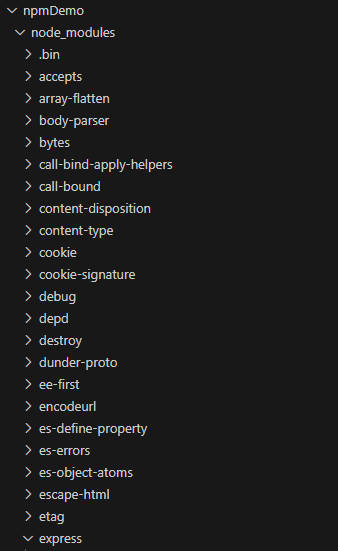 npmDemo
node_modules
.bin
accepts
array-flatten
body-parser
bytes
call-bind-apply-helpers
call-bound
content-disposition
content-type
cookie
cookie-signature
debug
depd
destroy
dunder-proto
ee-first
encodeurl
es-define-property
es-errors
es-object-atoms
escape-html
etag
express